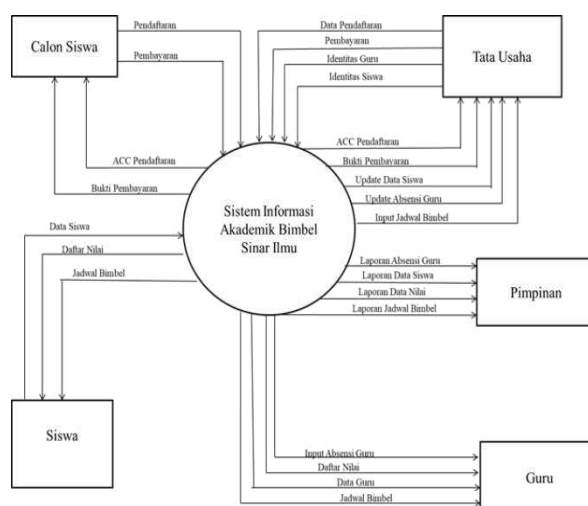 Calon Siswa
Pendaftaran
Pembayaran
ACC Pendaftaran
Bukti Pembayaran
Data Pendaftaran
Pembayaran
Identitas Guru
Identitas Siswa
Tata Usaha
ACC Pendaftaran
Bukti Pembayaran
Update Data Siswa
Update Absensi Guru
Input Jadwal Bimbel
Sistem Informasi
Akademik Bimbel
Sinar Ilmu
Data Siswa
Daftar Nilai
Jadwal Bimbel
Siswa
Laporan Absensi Guru
Laporan Data Siswa
Laporan Data Nilai
Laporan Jadwal Bimbel
Pimpinan
Input Absensi Guru
Daftar Nilai
Data Guru
Jadwal Bimbel
Guru